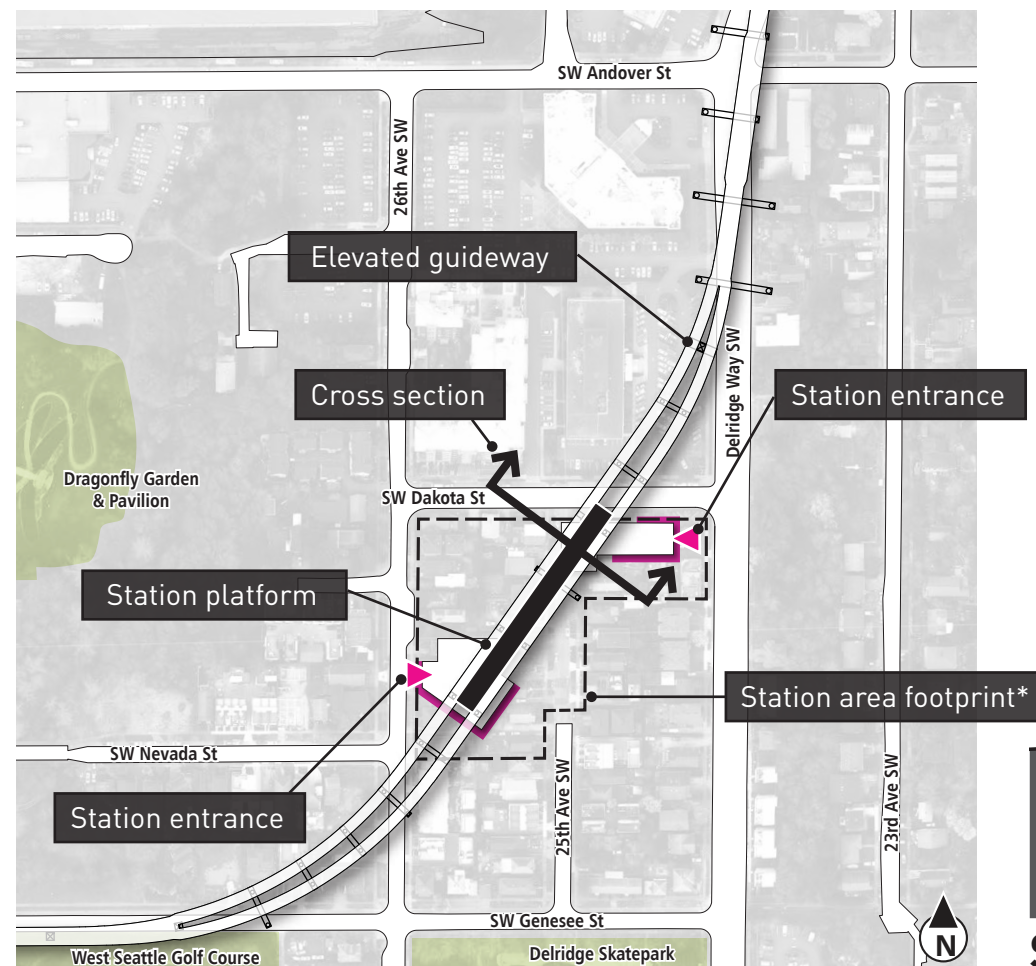 SW Andover St
26th Ave SW
Elevated guideway
Delridge Way SW
Cross section
Station entrance
Dragonfly Garden
& Pavilion
SW Dakota St
Station platform
Station area footprint*
SW Nevada St
25th Ave SW
23rd Ave SW
Station entrance
SW Genesee St
West Seattle Golf Course
Delridge Skatepark
N